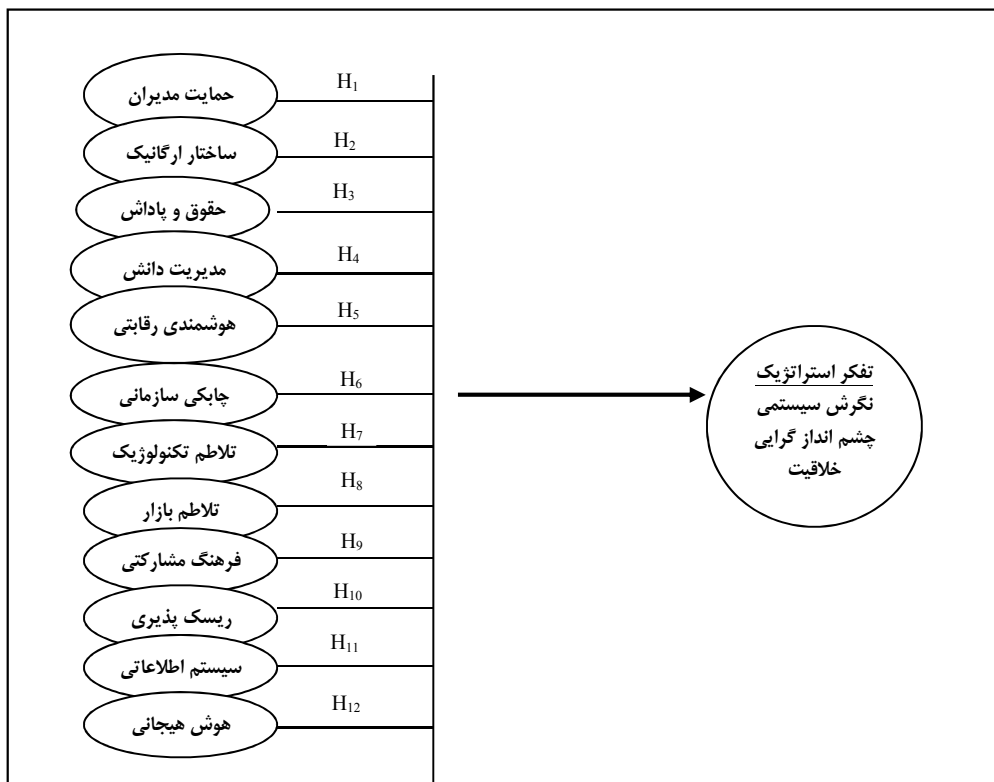 حمایت مدیران
H₁
ساختار ارگانیک
H₂
حقوق و پاداش
H₃
مدیریت دانش
H₄
هوشمندی رقابتی
H₅
چابکی سازمانی
H₆
تلاطم تکنولوژیک
H₇
تلاطم بازار
H₈
فرهنگ مشارکتی
H₉
ریسک پذیری
H₁₀
سیستم اطلاعاتی
H₁₁
هوش هیجانی
H₁₂
تفکر استراتژیک
نگرش سیستمی
چشم انداز گرایی
خلاقیت